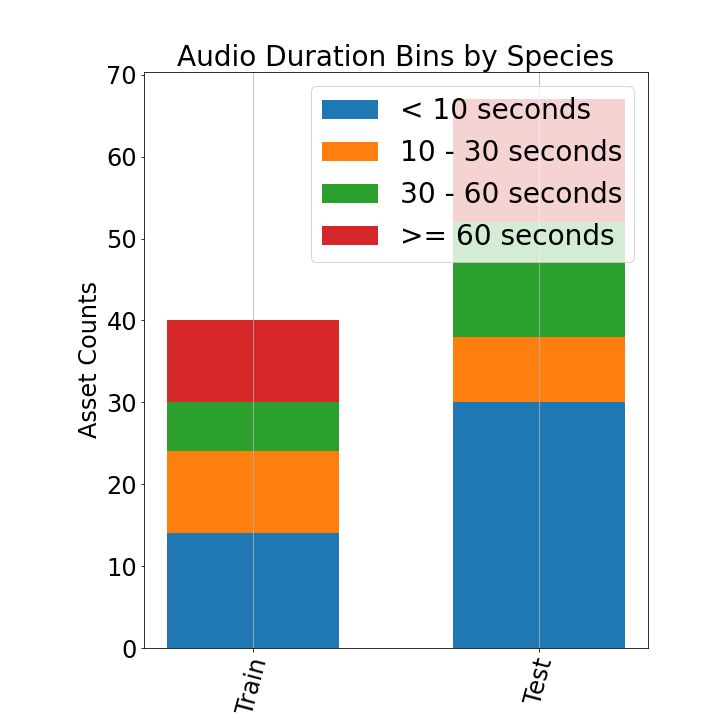 Audio Duration Bins by Species
70
60
50
40
30
20
10
0
Asset Counts
< 10 seconds
10 - 30 seconds
30 - 60 seconds
>= 60 seconds
Train
Test